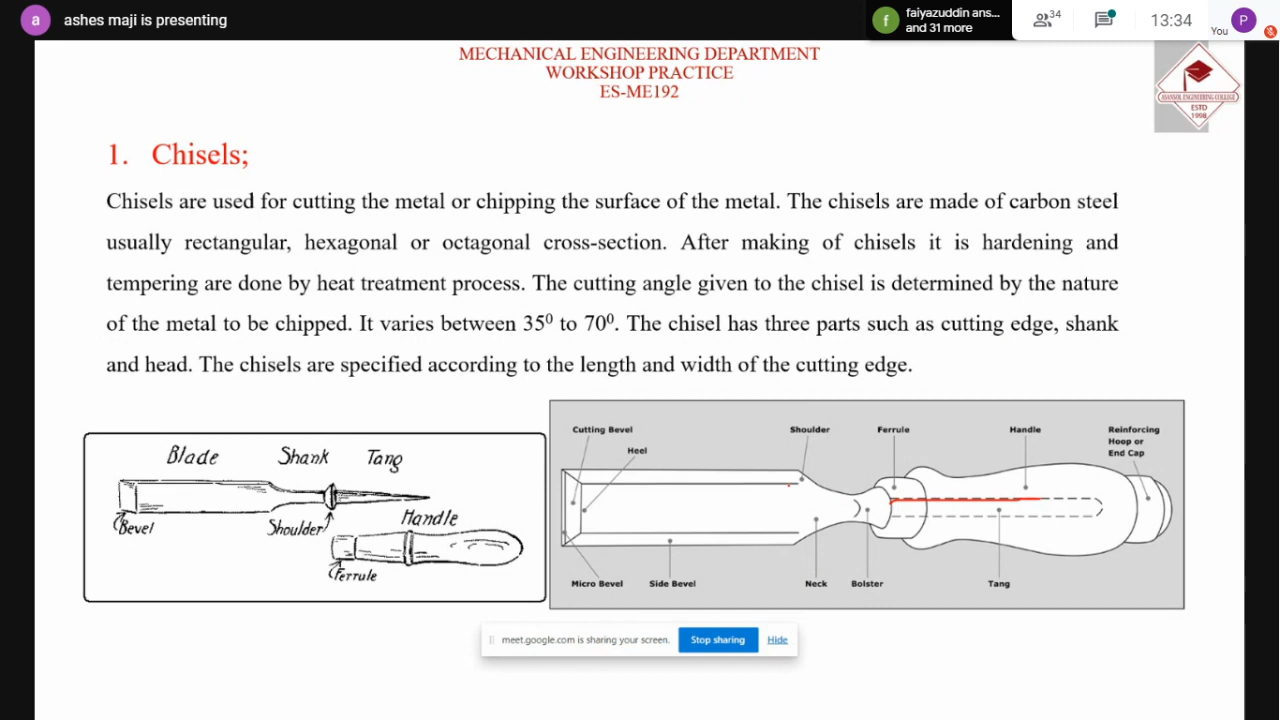 a ashes maji is presenting
f faiyazuddin ans...
and 31 more
34
13:34
You
P
MECHANICAL ENGINEERING DEPARTMENT
WORKSHOP PRACTICE
ES-ME192
ASANSOL ENGINEERING COLLEGE
ESTD
1998
1. Chisels;
Chisels are used for cutting the metal or chipping the surface of the metal. The chisels are made of carbon steel
usually rectangular, hexagonal or octagonal cross-section. After making of chisels it is hardening and
tempering are done by heat treatment process. The cutting angle given to the chisel is determined by the nature
of the metal to be chipped. It varies between 35⁰ to 70⁰. The chisel has three parts such as cutting edge, shank
and head. The chisels are specified according to the length and width of the cutting edge.
Blade Shank Tang
Bevel Shoulder Handle
Ferrule
Cutting Bevel Shoulder Ferrule Handle Reinforcing
Hoop or
End Cap
Heel
Micro Bevel Side Bevel Neck Bolster Tang
meet.google.com is sharing your screen. Stop sharing Hide